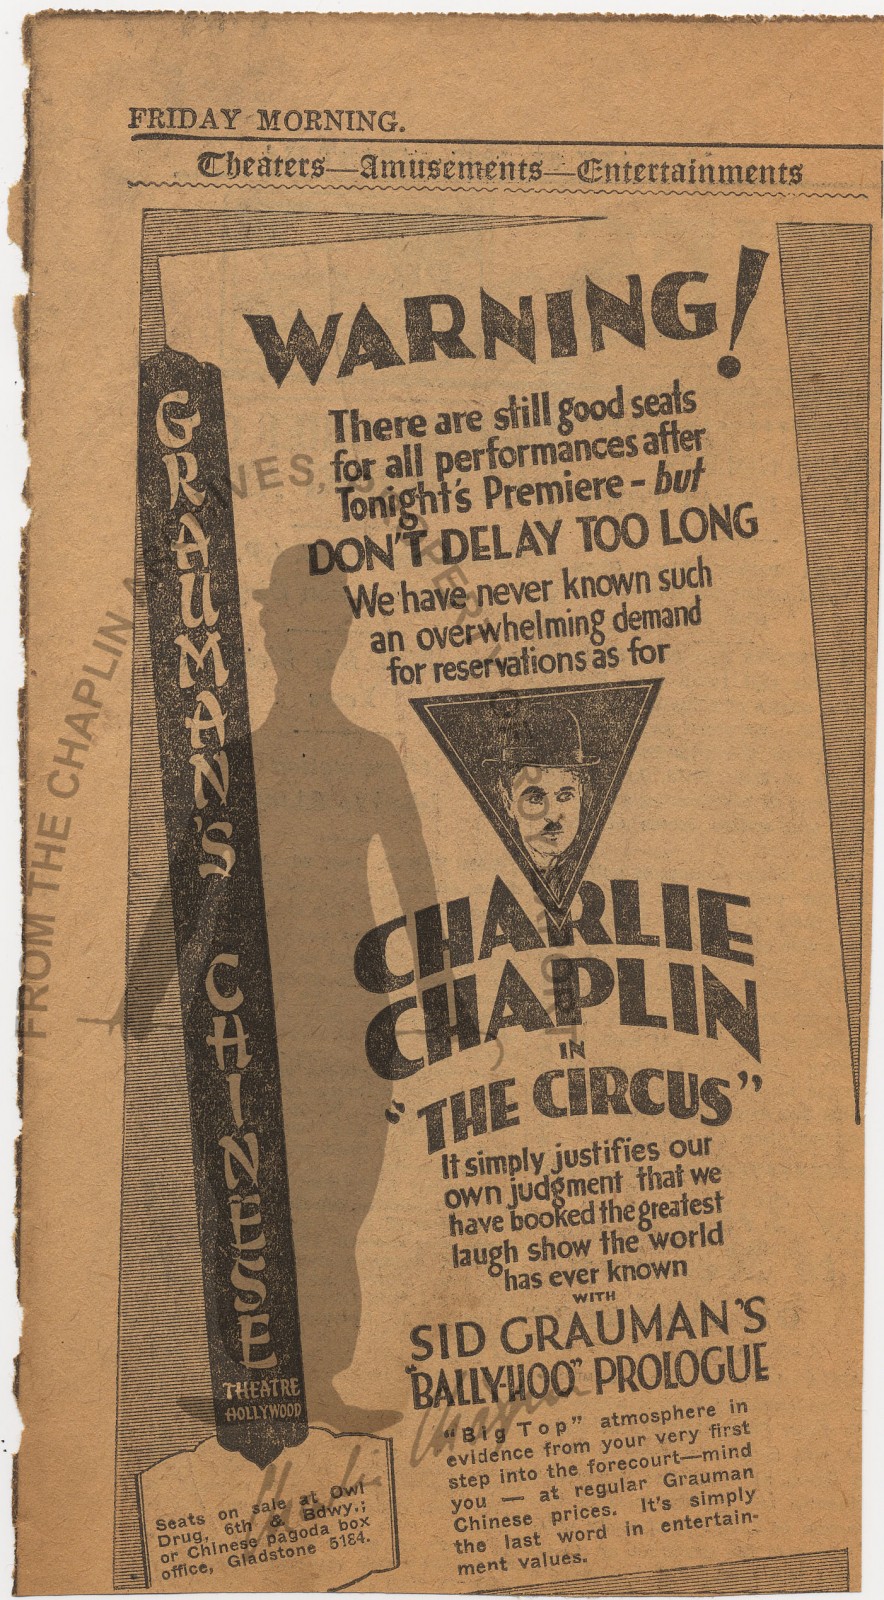 FRIDAY MORNING.
Theaters—Amusements—Entertainments
WARNING!
There are still good seats
for all performances after
Tonight's Premiere - but
DON'T DELAY TOO LONG
We have never known such
an overwhelming demand
for reservations as for
CHARLIE
CHAPLIN
IN
"THE CIRCUS"
It simply justifies our
own judgment that we
have booked the greatest
laugh show the world
has ever known
WITH
SID GRAUMAN'S
"BALLY-HOO" PROLOGUE
"Big Top" atmosphere in
evidence from your very first
step into the forecourt—mind
you — at regular Grauman
Chinese prices. It's simply
the last word in entertain-
ment values.
GRAUMAN'S CHINESE
THEATRE
HOLLYWOOD
Seats on sale at Owl
Drug, 6th & Bdwy.;
or Chinese pagoda box
office, Gladstone 5184.
FROM THE CHAPLIN
Charlie Chaplin